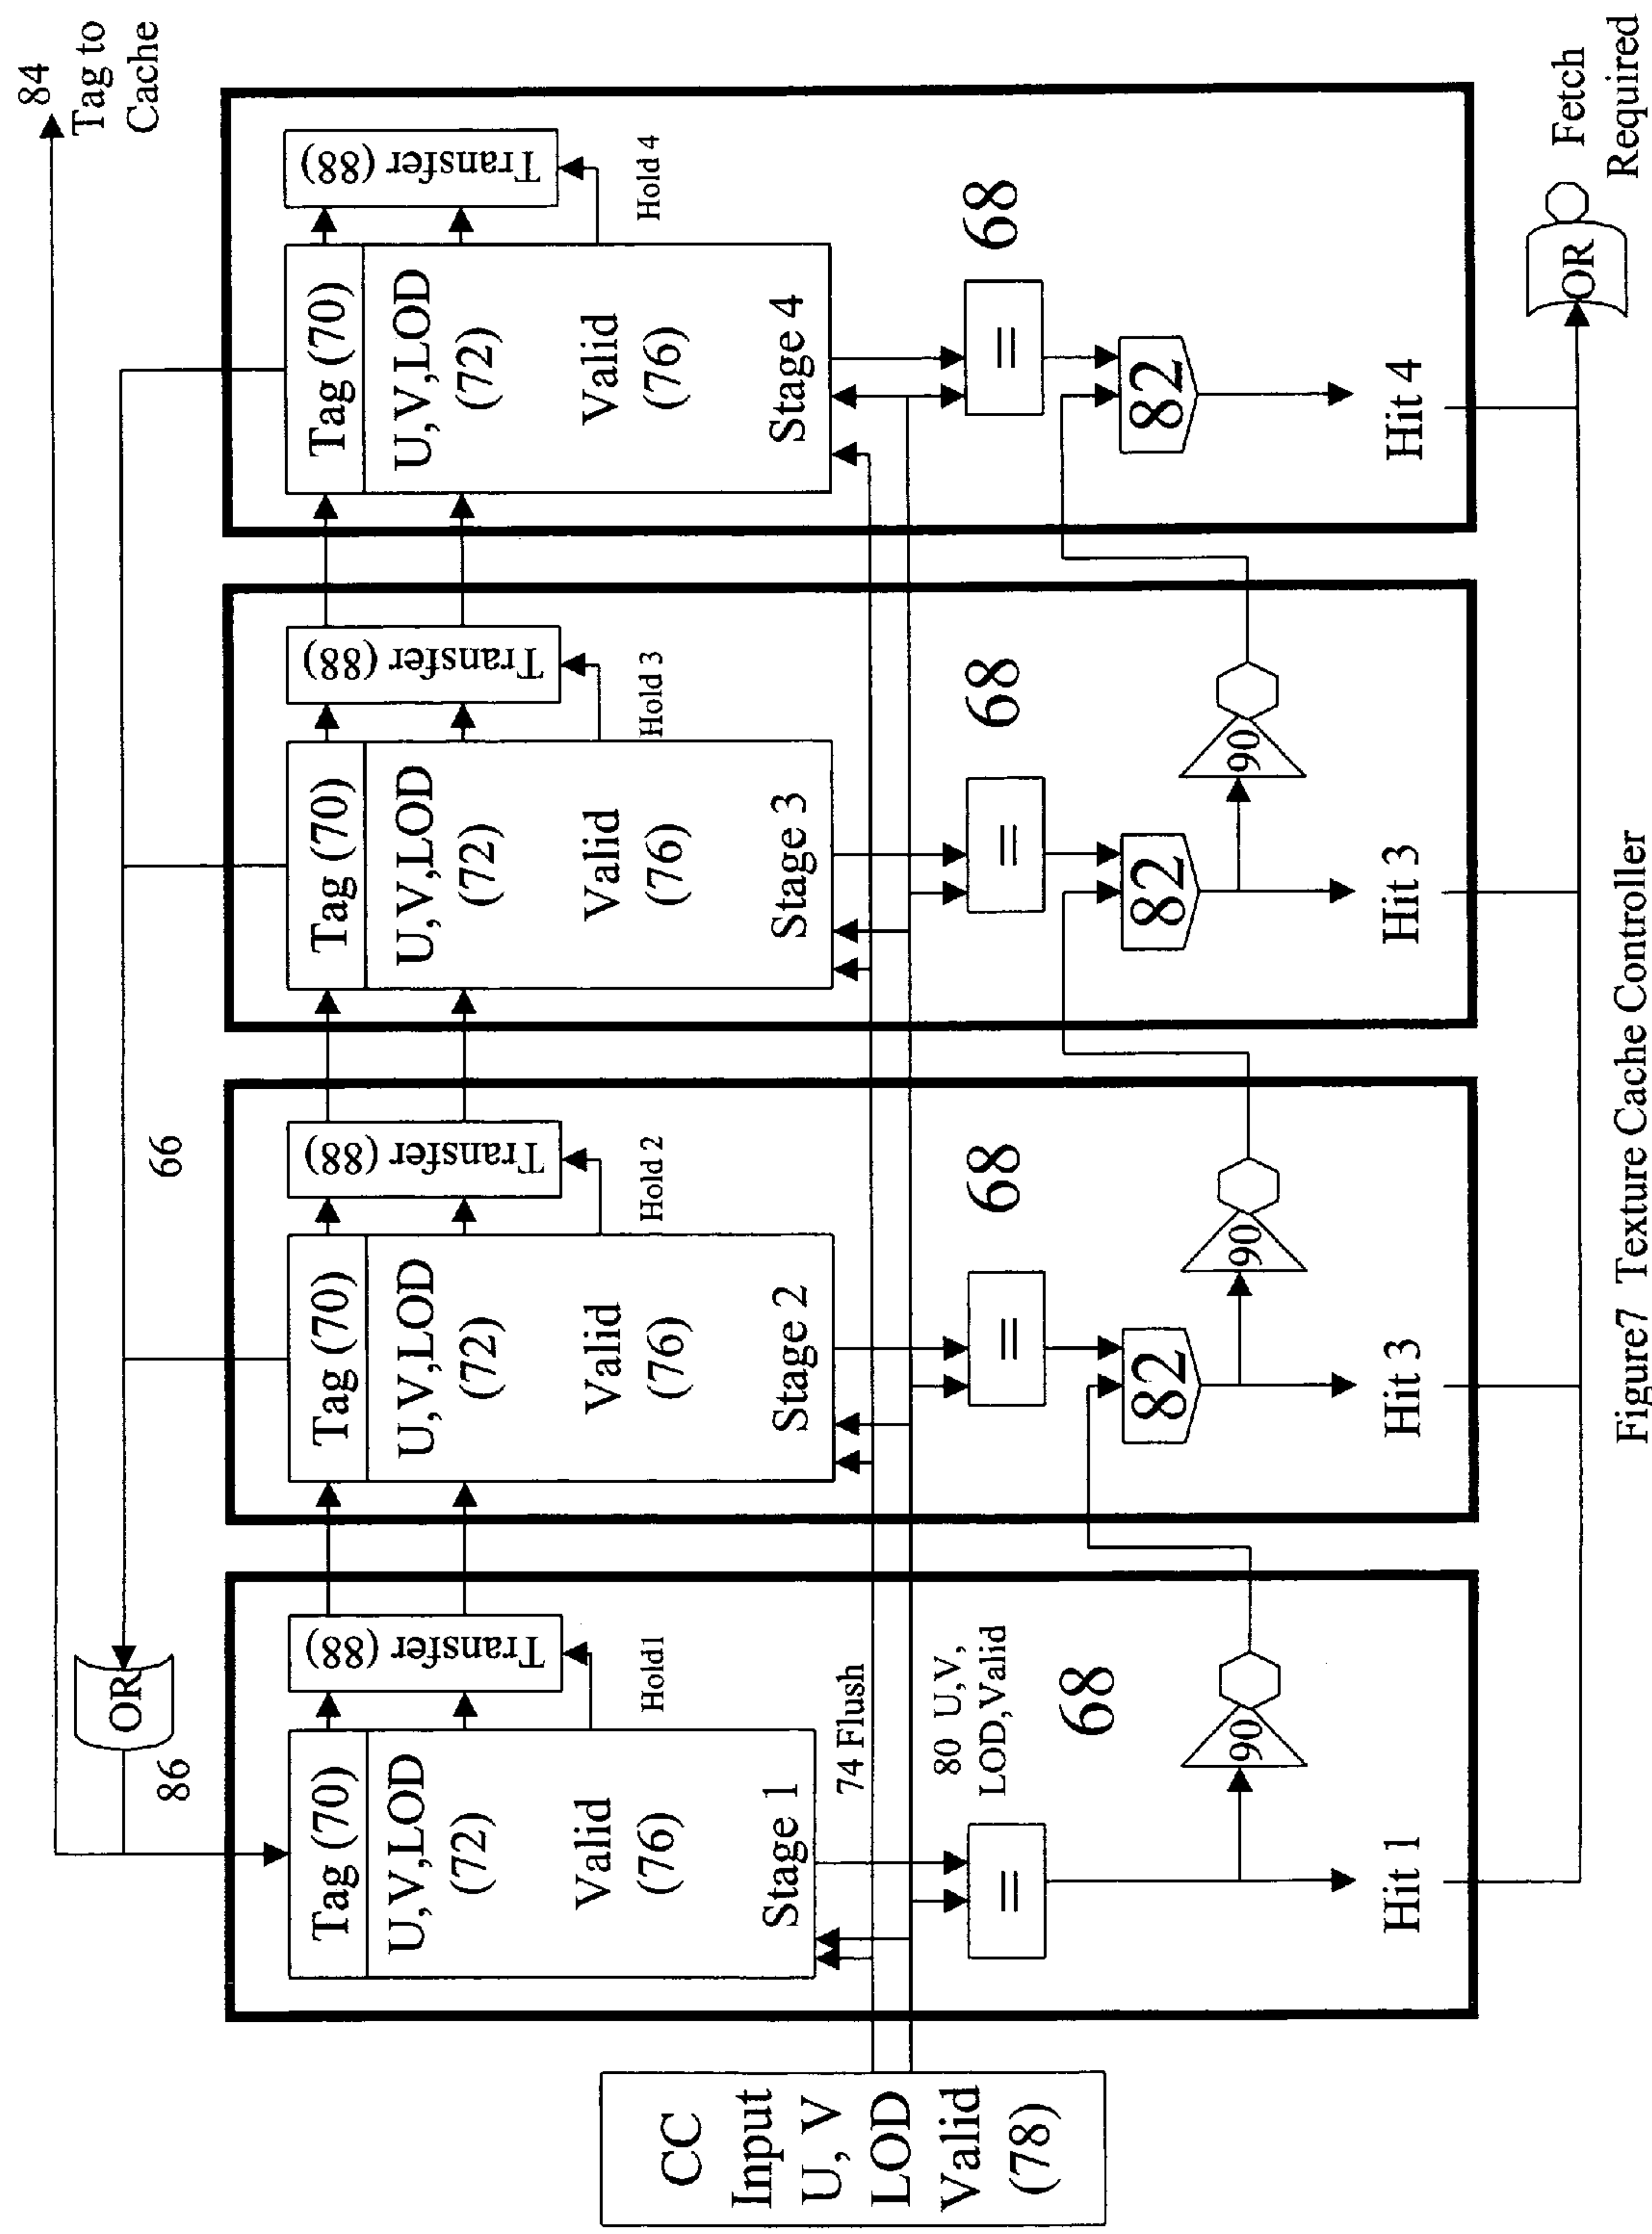 84
Tag to
Cache
66
OR
86
Tag (70)
U,V,LOD
(72)
Valid
(76)
Stage 1
Transfer (88)
Hold1
Tag (70)
U,V,LOD
(72)
Valid
(76)
Stage 2
Transfer (88)
Hold 2
Tag (70)
U,V,LOD
(72)
Valid
(76)
Stage 3
Transfer (88)
Hold 3
Tag (70)
U,V,LOD
(72)
Valid
(76)
Stage 4
Transfer (88)
Hold 4
CC
Input
U, V
LOD
Valid
(78)
74 Flush
80 U,V,
LOD,Valid
=
68
90
Hit 1
=
68
82
90
Hit 3
=
68
82
90
Hit 3
=
68
82
Hit 4
OR
Fetch
Required
Figure7 Texture Cache Controller